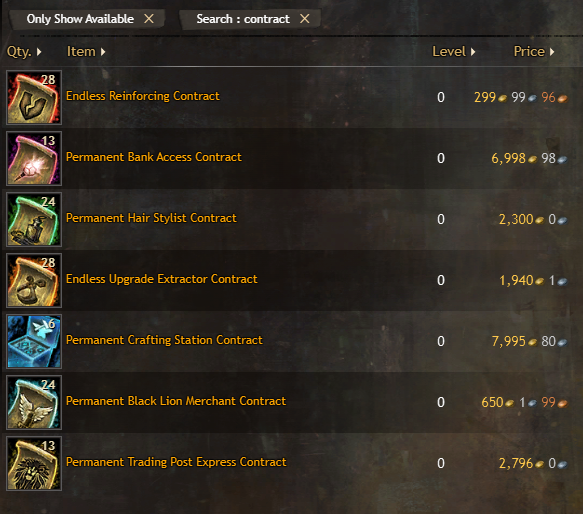 Only Show Available ×
Search : contract ×
Qty. Item Level Price
28 Endless Reinforcing Contract 0 299 99 96
13 Permanent Bank Access Contract 0 6,998 98
24 Permanent Hair Stylist Contract 0 2,300 0
28 Endless Upgrade Extractor Contract 0 1,940 1
6 Permanent Crafting Station Contract 0 7,995 80
24 Permanent Black Lion Merchant Contract 0 650 1 99
13 Permanent Trading Post Express Contract 0 2,796 0